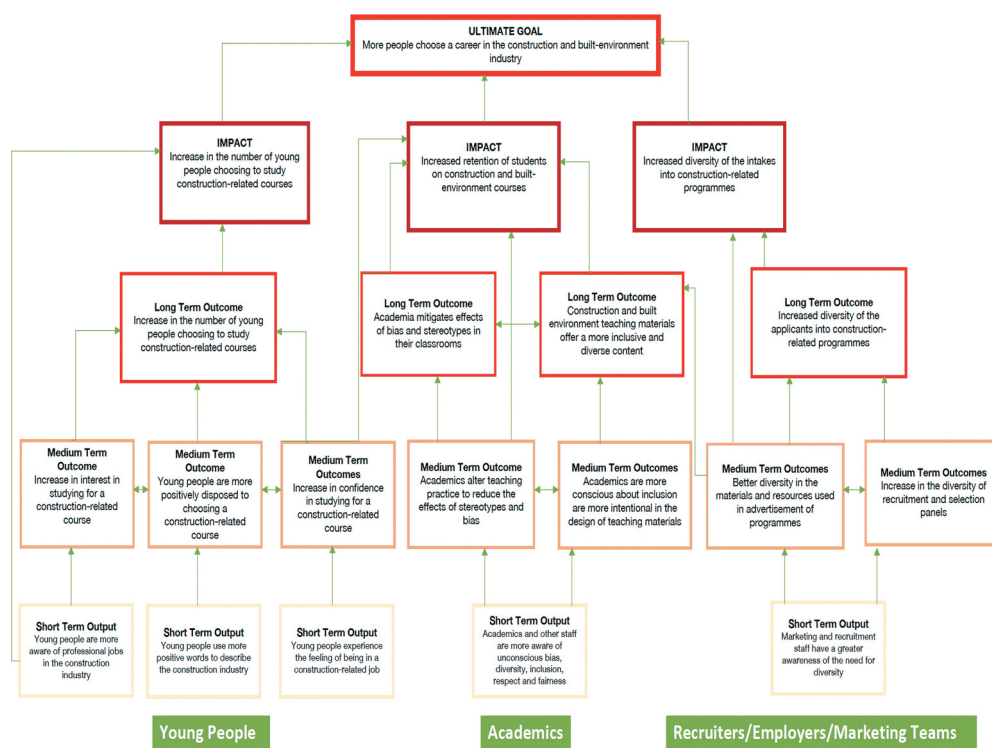 ULTIMATE GOAL
More people choose a career in the construction and built-environment
industry
IMPACT
Increase in the number of young
people choosing to study
construction-related courses
IMPACT
Increased retention of students
on construction and built-
environment courses
IMPACT
Increased diversity of the intakes
into construction-related
programmes
Long Term Outcome
Increase in the number of young
people choosing to study
construction-related courses
Long Term Outcome
Academia mitigates effects
of bias and stereotypes in
their classrooms
Long Term Outcome
Construction and built
environment teaching materials
offer a more inclusive and
diverse content
Long Term Outcome
Increased diversity of the
applicants into construction-
related programmes
Medium Term
Outcome
Increase in interest in
studying for a
construction-related
course
Medium Term
Outcome
Young people are more
positively disposed to
choosing a
construction-related
course
Medium Term
Outcomes
Increase in confidence
in studying for a
construction-related
course
Medium Term Outcome
Academics alter teaching
practice to reduce the
effects of stereotypes and
bias
Medium Term Outcomes
Academics are more
conscious about inclusion
are more intentional in the
design of teaching materials
Medium Term Outcomes
Better diversity in the
materials and resources used
in advertisement of
programmes
Medium Term Outcomes
Increase in the diversity of
recruitment and selection
panels
Short Term Output
Young people are more
aware of professional jobs
in the construction
industry
Short Term Output
Young people use more
positive words to describe
the construction industry
Short Term Output
Young people experience
the feeling of being in a
construction-related job
Short Term Output
Academics and other staff
are more aware of
unconscious bias,
diversity, inclusion,
respect and fairness
Short Term Output
Marketing and recruitment
staff have a greater
awareness of the need for
diversity
Young People
Academics
Recruiters/Employers/Marketing Teams